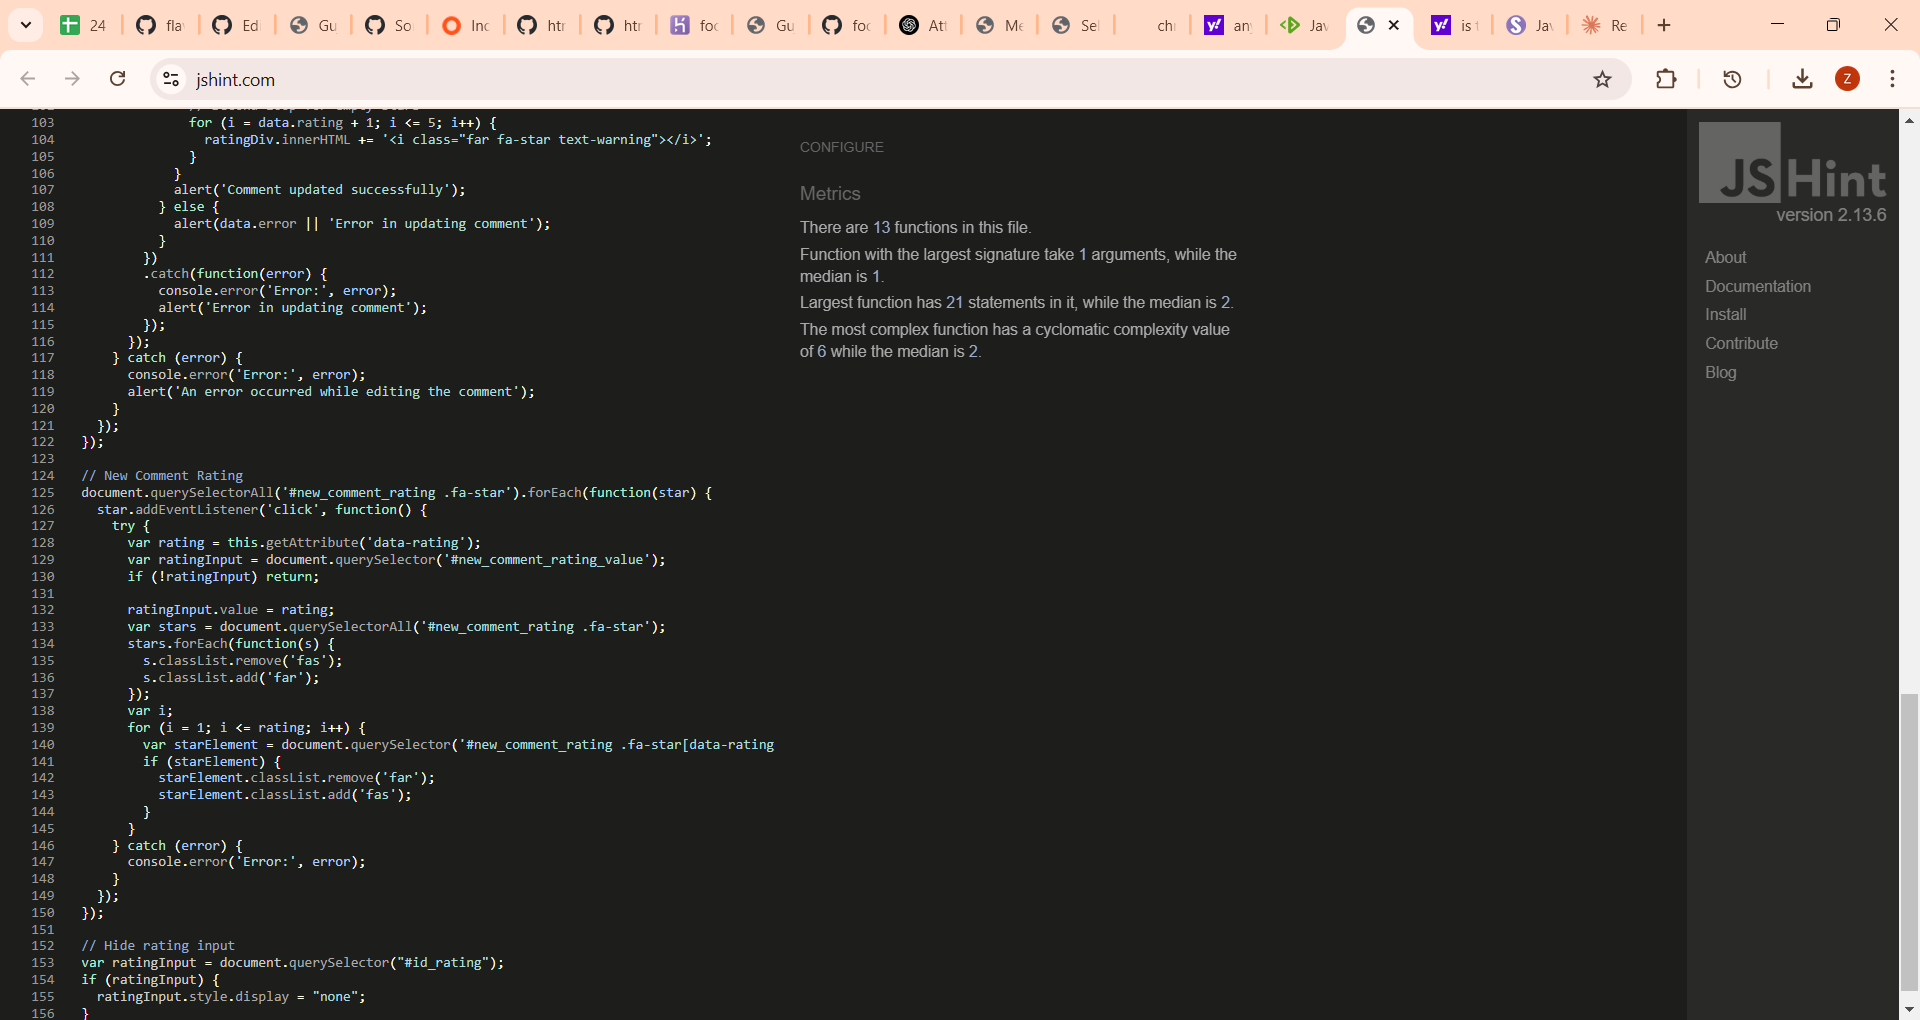 24
fla
Edi
Gu
So
Inc
htr
htr
foc
Gu
foc
Att
Me
Sel
chr
an
Jav
is t
Jav
Re
jshint.com
Z
103 for (i = data.rating + 1; i <= 5; i++) {
104 ratingDiv.innerHTML += '<i class="far fa-star text-warning"></i>';
105 }
106 }
107 alert('Comment updated successfully');
108 } else {
109 alert(data.error || 'Error in updating comment');
110 }
111 })
112 .catch(function(error) {
113 console.error('Error:', error);
114 alert('Error in updating comment');
115 });
116 });
117 } catch (error) {
118 console.error('Error:', error);
119 alert('An error occurred while editing the comment');
120 }
121 });
122 });
123
124 // New Comment Rating
125 document.querySelectorAll('#new_comment_rating .fa-star').forEach(function(star) {
126 star.addEventListener('click', function() {
127 try {
128 var rating = this.getAttribute('data-rating');
129 var ratingInput = document.querySelector('#new_comment_rating_value');
130 if (!ratingInput) return;
131
132 ratingInput.value = rating;
133 var stars = document.querySelectorAll('#new_comment_rating .fa-star');
134 stars.forEach(function(s) {
135 s.classList.remove('fas');
136 s.classList.add('far');
137 });
138 var i;
139 for (i = 1; i <= rating; i++) {
140 var starElement = document.querySelector('#new_comment_rating .fa-star[data-rating
141 if (starElement) {
142 starElement.classList.remove('far');
143 starElement.classList.add('fas');
144 }
145 }
146 } catch (error) {
147 console.error('Error:', error);
148 }
149 });
150 });
151
152 // Hide rating input
153 var ratingInput = document.querySelector("#id_rating");
154 if (ratingInput) {
155 ratingInput.style.display = "none";
156 }
CONFIGURE
Metrics
There are 13 functions in this file.
Function with the largest signature take 1 arguments, while the
median is 1.
Largest function has 21 statements in it, while the median is 2.
The most complex function has a cyclomatic complexity value
of 6 while the median is 2.
JSHint
version 2.13.6
About
Documentation
Install
Contribute
Blog